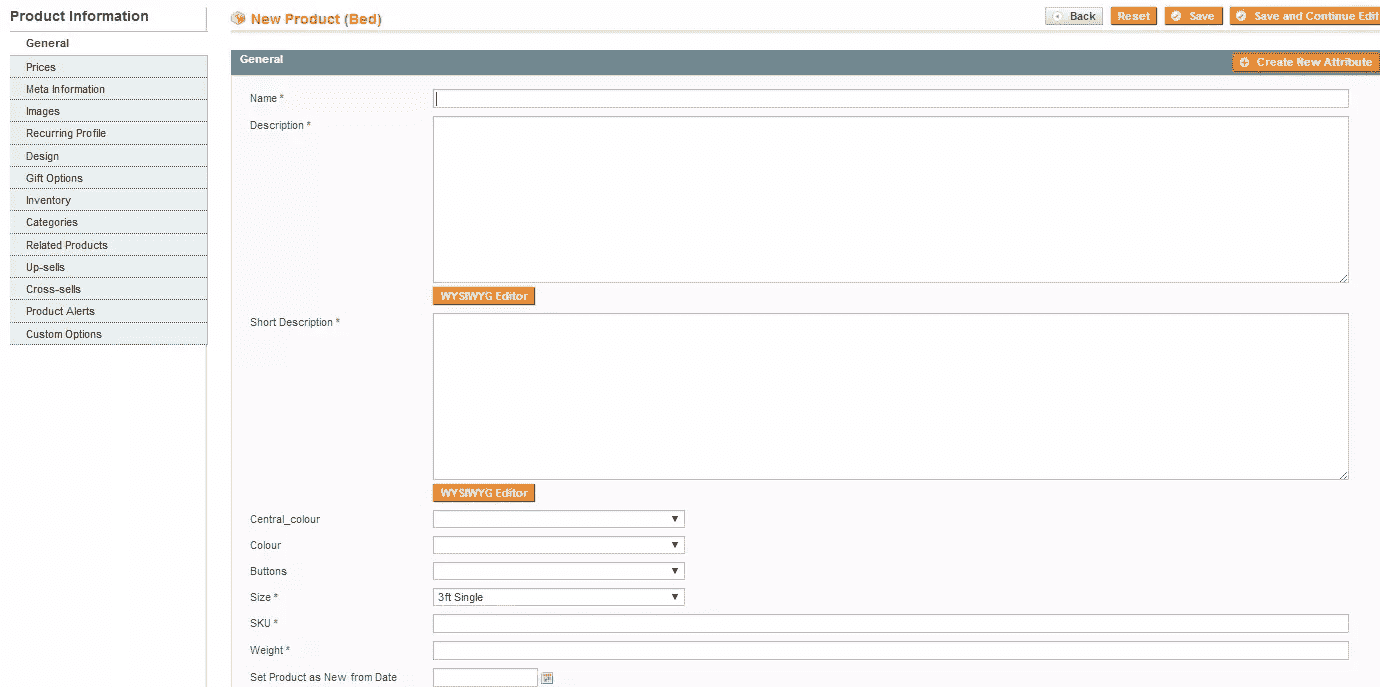 Product Information
General
Prices
Meta Information
Images
Recurring Profile
Design
Gift Options
Inventory
Categories
Related Products
Up-sells
Cross-sells
Product Alerts
Custom Options
New Product (Bed)
Back Reset Save Save and Continue Edit
General
Create New Attribute
Name *
Description *
WYSIWYG Editor
Short Description *
WYSIWYG Editor
Central_colour
Colour
Buttons
Size * 3ft Single
SKU *
Weight *
Set Product as New from Date